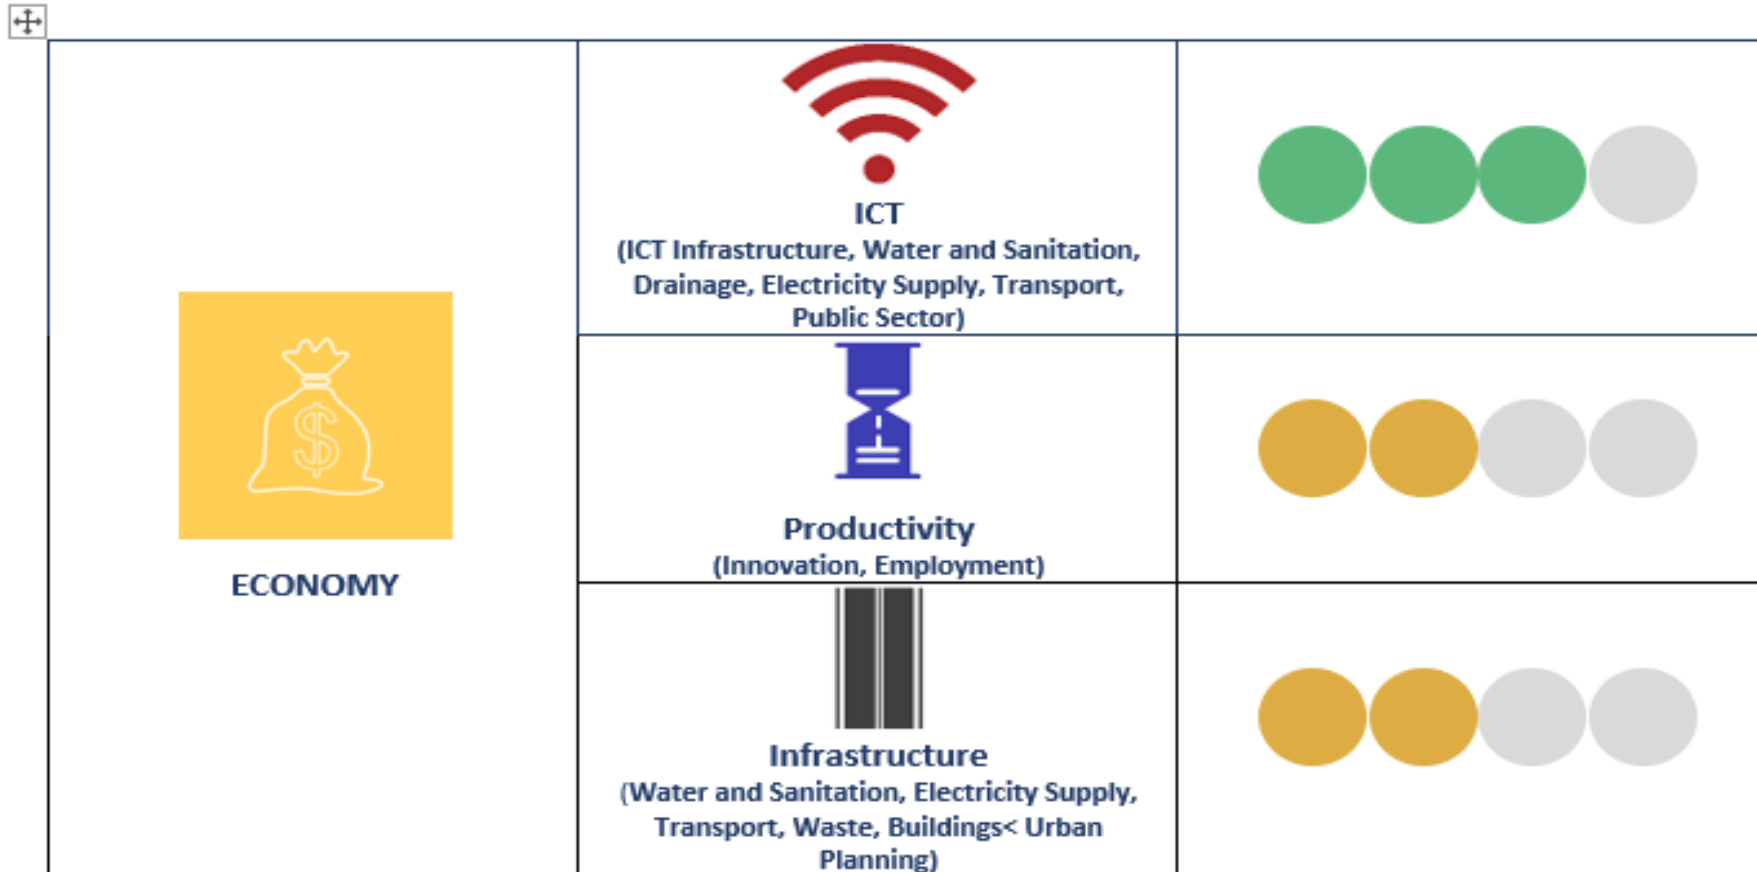 ICT
(ICT Infrastructure, Water and Sanitation,
Drainage, Electricity Supply, Transport,
Public Sector)
$
ECONOMY
Productivity
(Innovation, Employment)
Infrastructure
(Water and Sanitation, Electricity Supply,
Transport, Waste, Buildings< Urban
Planning)